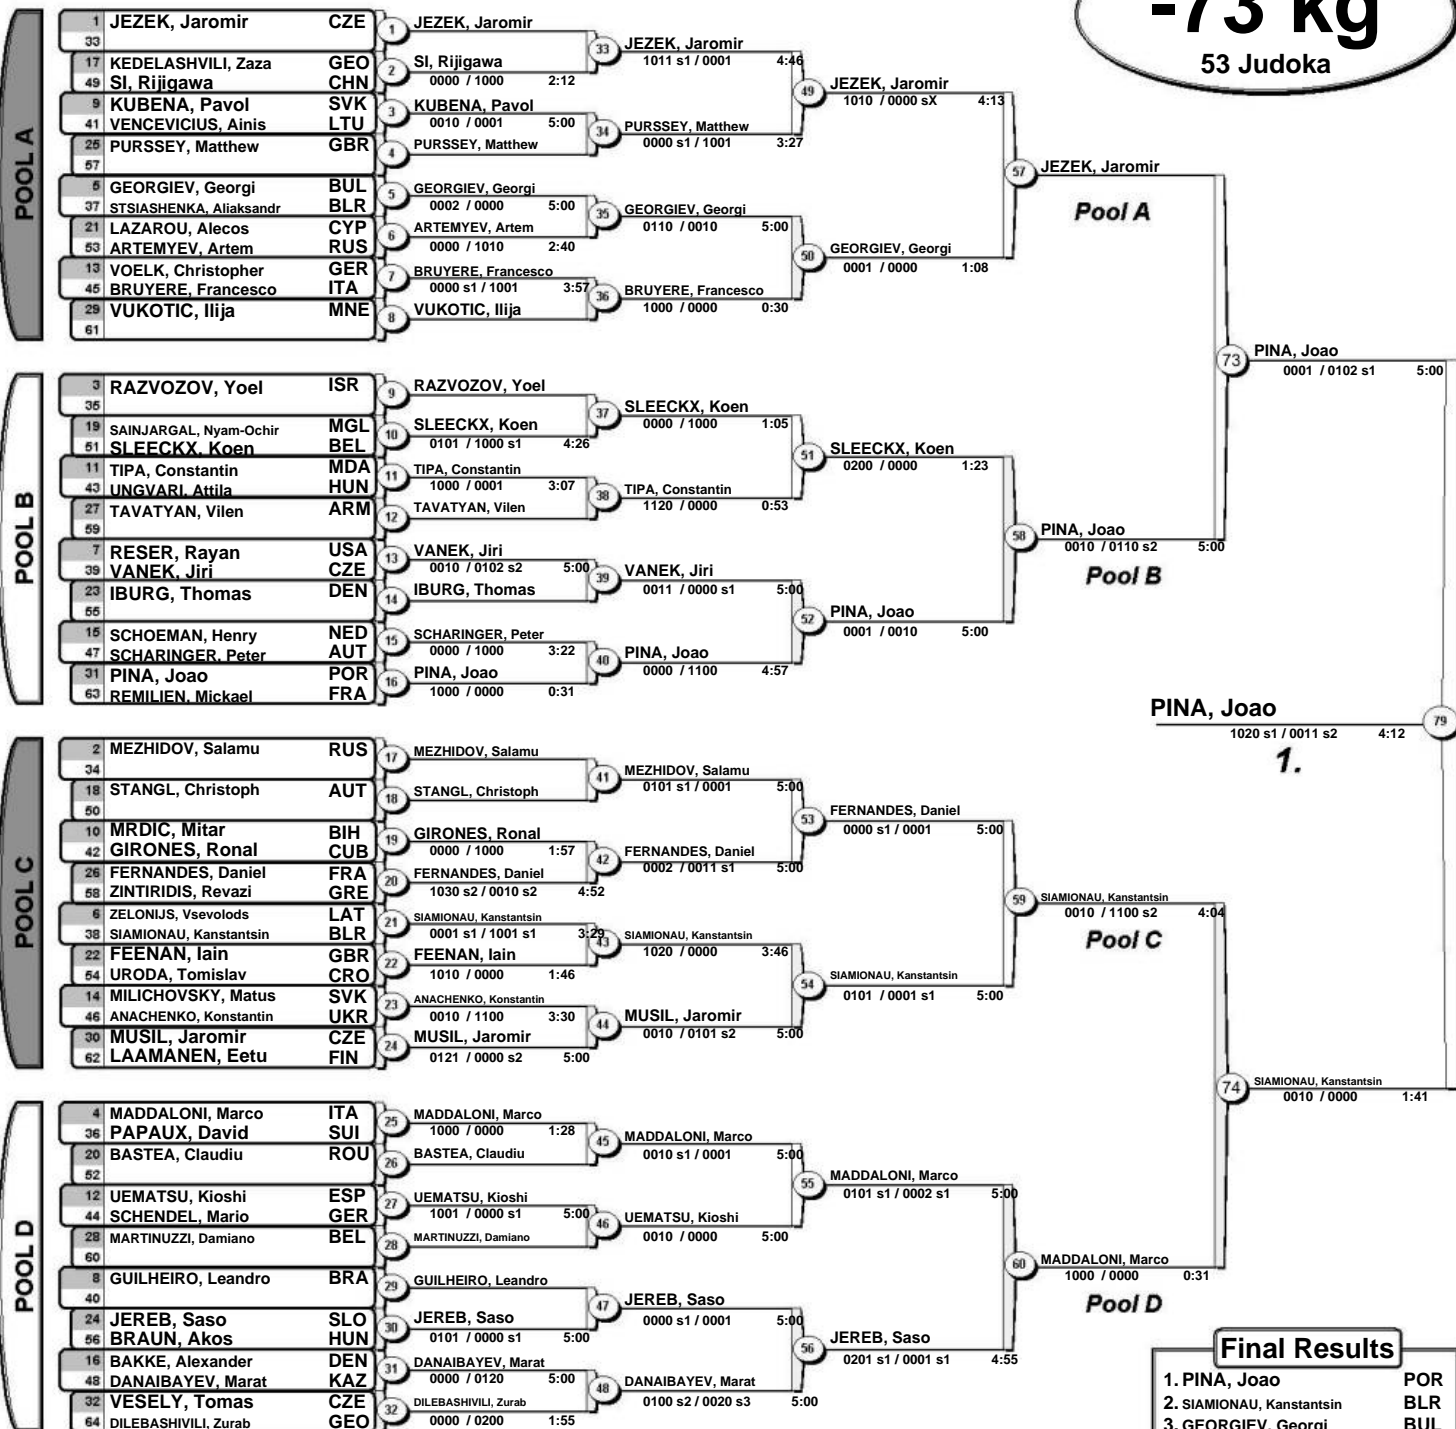 -73 kg
53 Judoka
POOL A
1 JEZEK, Jaromir CZE
33
17 KEDELASHVILI, Zaza GEO
49 SI, Rijigawa CHN
9 KUBENA, Pavol SVK
41 VENCEVICIUS, Ainis LTU
25 PURSSEY, Matthew GBR
57
5 GEORGIEV, Georgi BUL
37 STSIASHENKA, Aliaksandr BLR
21 LAZAROU, Alecos CYP
53 ARTEMYEV, Artem RUS
13 VOELK, Christopher GER
45 BRUYERE, Francesco ITA
29 VUKOTIC, Ilija MNE
61
1 JEZEK, Jaromir
2 SI, Rijigawa
0000 / 1000 2:12
3 KUBENA, Pavol
0010 / 0001 5:00
4 PURSSEY, Matthew
5 GEORGIEV, Georgi
0002 / 0000 5:00
6 ARTEMYEV, Artem
0000 / 1010 2:40
7 BRUYERE, Francesco
0000 s1 / 1001 3:57
8 VUKOTIC, Ilija
33 JEZEK, Jaromir
1011 s1 / 0001 4:46
34 PURSSEY, Matthew
0000 s1 / 1001 3:27
35 GEORGIEV, Georgi
0110 / 0010 5:00
36 BRUYERE, Francesco
1000 / 0000 0:30
49 JEZEK, Jaromir
1010 / 0000 sX 4:13
50 GEORGIEV, Georgi
0001 / 0000 1:08
57 JEZEK, Jaromir
Pool A
POOL B
3 RAZVOZOV, Yoel ISR
35
19 SAINJARGAL, Nyam-Ochir MGL
51 SLEECKX, Koen BEL
11 TIPA, Constantin MDA
43 UNGVARI, Attila HUN
27 TAVATYAN, Vilen ARM
59
7 RESER, Rayan USA
39 VANEK, Jiri CZE
23 IBURG, Thomas DEN
55
15 SCHOEMAN, Henry NED
47 SCHARINGER, Peter AUT
31 PINA, Joao POR
63 REMILIEN, Mickael FRA
9 RAZVOZOV, Yoel
10 SLEECKX, Koen
0101 / 1000 s1 4:26
11 TIPA, Constantin
1000 / 0001 3:07
12 TAVATYAN, Vilen
13 VANEK, Jiri
0010 / 0102 s2 5:00
14 IBURG, Thomas
15 SCHARINGER, Peter
0000 / 1000 3:22
16 PINA, Joao
1000 / 0000 0:31
37 SLEECKX, Koen
0000 / 1000 1:05
38 TIPA, Constantin
1120 / 0000 0:53
39 VANEK, Jiri
0011 / 0000 s1 5:00
40 PINA, Joao
0000 / 1100 4:57
51 SLEECKX, Koen
0200 / 0000 1:23
52 PINA, Joao
0001 / 0010 5:00
58 PINA, Joao
0010 / 0110 s2 5:00
Pool B
73 PINA, Joao
0001 / 0102 s1 5:00
PINA, Joao 79
1020 s1 / 0011 s2 4:12
1.
POOL C
2 MEZHIDOV, Salamu RUS
34
18 STANGL, Christoph AUT
50
10 MRDIC, Mitar BIH
42 GIRONES, Ronal CUB
26 FERNANDES, Daniel FRA
58 ZINTIRIDIS, Revazi GRE
6 ZELONIJS, Vsevolods LAT
38 SIAMIONAU, Kanstantsin BLR
22 FEENAN, Iain GBR
54 URODA, Tomislav CRO
14 MILICHOVSKY, Matus SVK
46 ANACHENKO, Konstantin UKR
30 MUSIL, Jaromir CZE
62 LAAMANEN, Eetu FIN
17 MEZHIDOV, Salamu
18 STANGL, Christoph
19 GIRONES, Ronal
0000 / 1000 1:57
20 FERNANDES, Daniel
1030 s2 / 0010 s2 4:52
21 SIAMIONAU, Kanstantsin
0001 s1 / 1001 s1 3:29
22 FEENAN, Iain
1010 / 0000 1:46
23 ANACHENKO, Konstantin
0010 / 1100 3:30
24 MUSIL, Jaromir
0121 / 0000 s2 5:00
41 MEZHIDOV, Salamu
0101 s1 / 0001 5:00
42 FERNANDES, Daniel
0002 / 0011 s1 5:00
43 SIAMIONAU, Kanstantsin
1020 / 0000 3:46
44 MUSIL, Jaromir
0010 / 0101 s2 5:00
53 FERNANDES, Daniel
0000 s1 / 0001 5:00
54 SIAMIONAU, Kanstantsin
0101 / 0001 s1 5:00
59 SIAMIONAU, Kanstantsin
0010 / 1100 s2 4:04
Pool C
74 SIAMIONAU, Kanstantsin
0010 / 0000 1:41
POOL D
4 MADDALONI, Marco ITA
36 PAPAUX, David SUI
20 BASTEA, Claudiu ROU
52
12 UEMATSU, Kioshi ESP
44 SCHENDEL, Mario GER
28 MARTINUZZI, Damiano BEL
60
8 GUILHEIRO, Leandro BRA
40
24 JEREB, Saso SLO
56 BRAUN, Akos HUN
16 BAKKE, Alexander DEN
48 DANAIBAYEV, Marat KAZ
32 VESELY, Tomas CZE
64 DILEBASHIVILI, Zurab GEO
25 MADDALONI, Marco
1000 / 0000 1:28
26 BASTEA, Claudiu
27 UEMATSU, Kioshi
1001 / 0000 s1 5:00
28 MARTINUZZI, Damiano
29 GUILHEIRO, Leandro
30 JEREB, Saso
0101 / 0000 s1 5:00
31 DANAIBAYEV, Marat
0000 / 0120 5:00
32 DILEBASHIVILI, Zurab
0000 / 0200 1:55
45 MADDALONI, Marco
0010 s1 / 0001 5:00
46 UEMATSU, Kioshi
0010 / 0000 5:00
47 JEREB, Saso
0000 s1 / 0001 5:00
48 DANAIBAYEV, Marat
0100 s2 / 0020 s3 5:00
55 MADDALONI, Marco
0101 s1 / 0002 s1 5:00
56 JEREB, Saso
0201 s1 / 0001 s1 4:55
60 MADDALONI, Marco
1000 / 0000 0:31
Pool D
Final Results
1. PINA, Joao POR
2. SIAMIONAU, Kanstantsin BLR
3. GEORGIEV, Georgi BUL